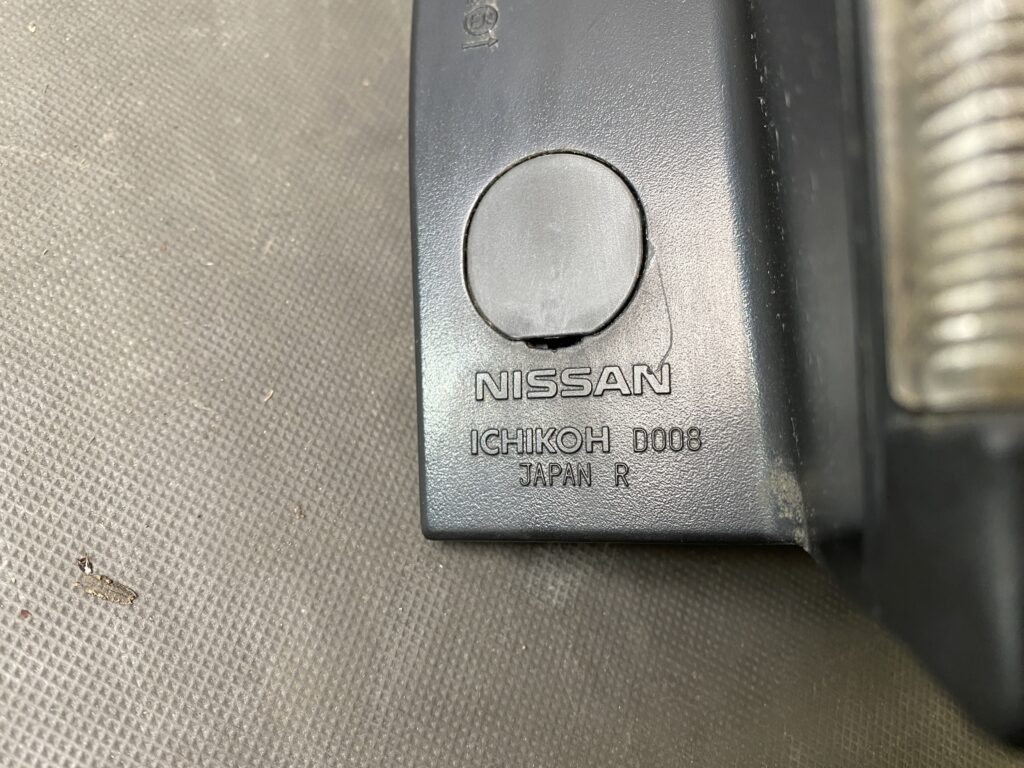 NISSAN
ICHIKOH D008
JAPAN R